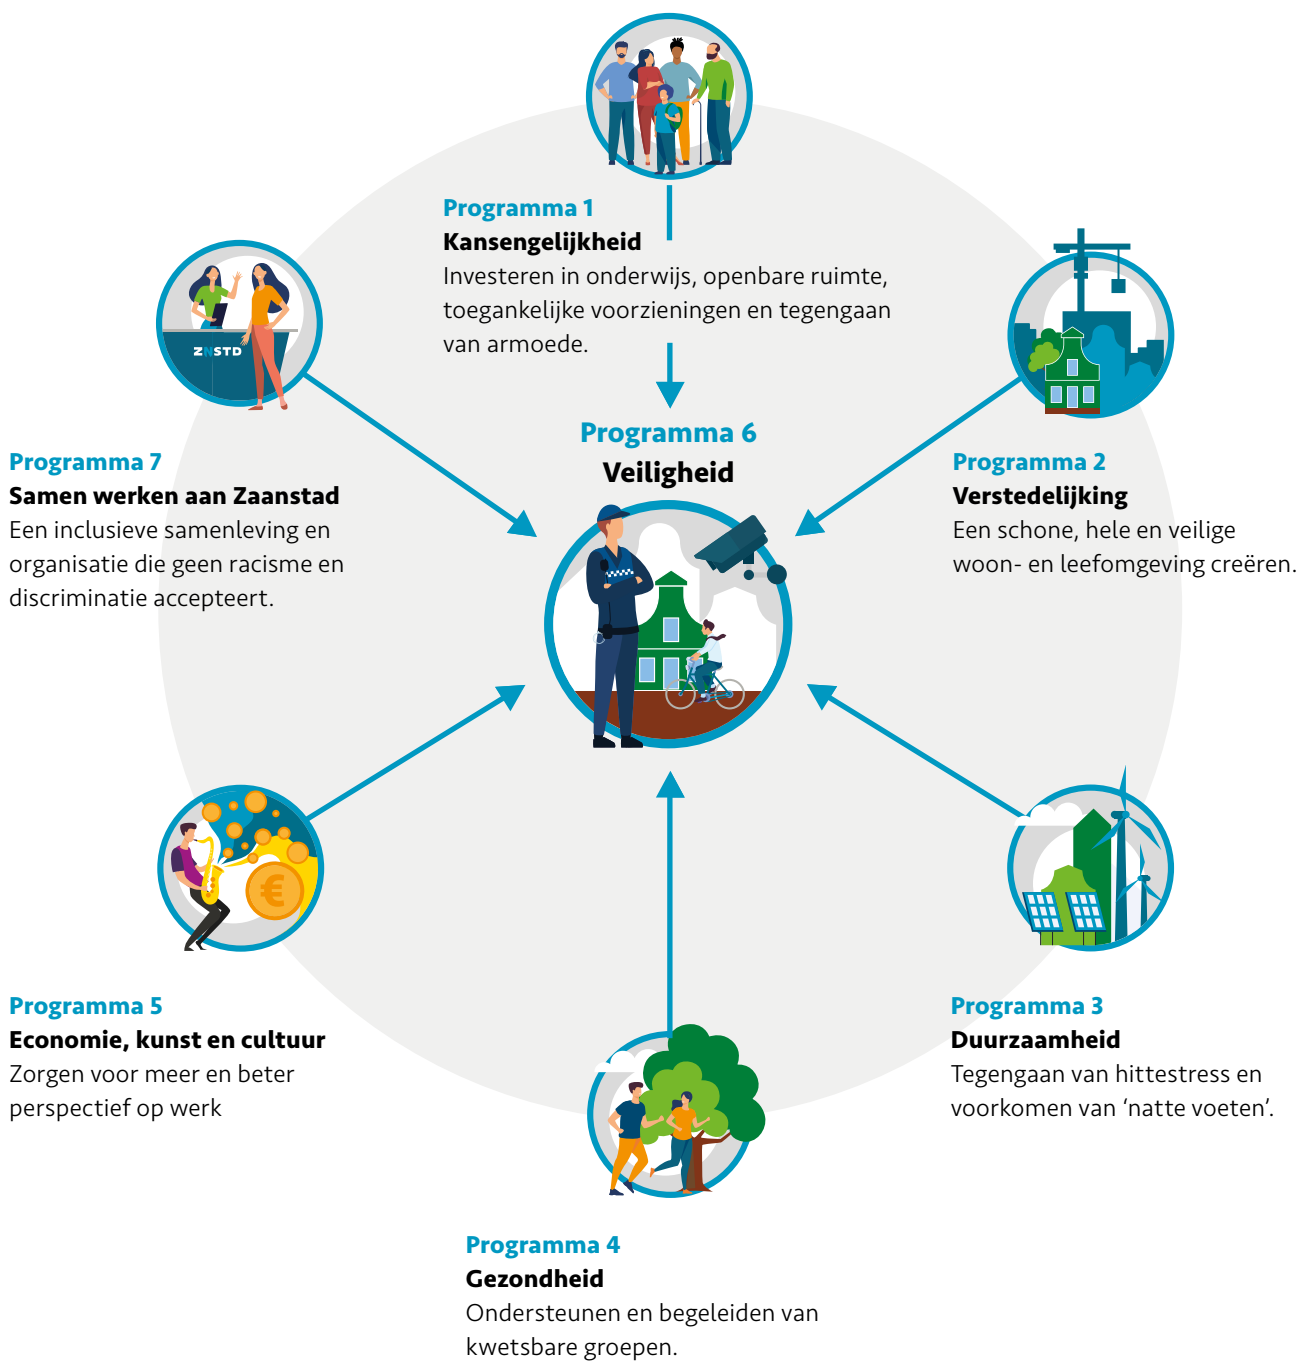 Programma 1
Kansengelijkheid
Investeren in onderwijs, openbare ruimte,
toegankelijke voorzieningen en tegengaan
van armoede.
ZNSTD
Programma 6
Veiligheid
Programma 7
Samen werken aan Zaanstad
Een inclusieve samenleving en
organisatie die geen racisme en
discriminatie accepteert.
Programma 2
Verstedelijking
Een schone, hele en veilige
woon- en leefomgeving creëren.
€
Programma 5
Economie, kunst en cultuur
Zorgen voor meer en beter
perspectief op werk
Programma 3
Duurzaamheid
Tegengaan van hittestress en
voorkomen van ‘natte voeten’.
Programma 4
Gezondheid
Ondersteunen en begeleiden van
kwetsbare groepen.